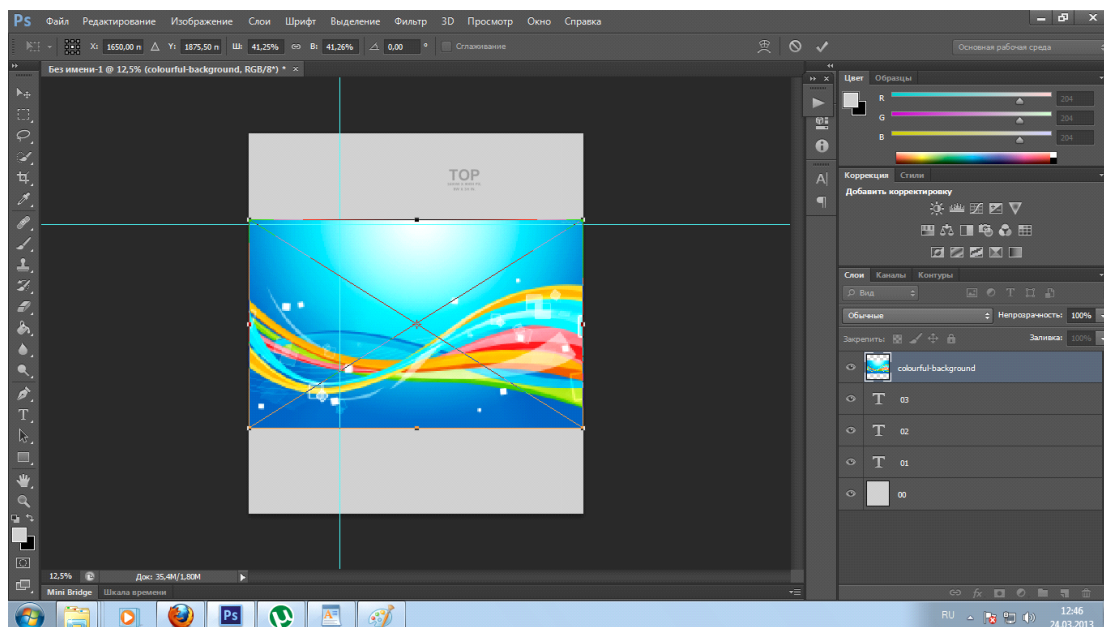 Ps Файл Редактирование Изображение Слои Шрифт Выделение Фильтр 3D Просмотр Окно Справка
X: 1650,00 п Y: 1875,50 п Ш: 41,25% В: 41,26% 0,00 ° Сглаживание Основная рабочая среда
Без имени-1 @ 12,5% (colourful-background, RGB/8*) * ×
Цвет Образцы
R 204
G 204
B 204
TOP
Коррекция Стили
Добавить корректировку
Слои Каналы Контуры
Вид
Обычные Непрозрачность: 100%
Закрепить: Заливка: 100%
colourful-background
T 03
T 02
T 01
00
12,5% Док: 35,4M/1,80M
Mini Bridge Шкала времени
Ps RU 12:46
24.03.2013